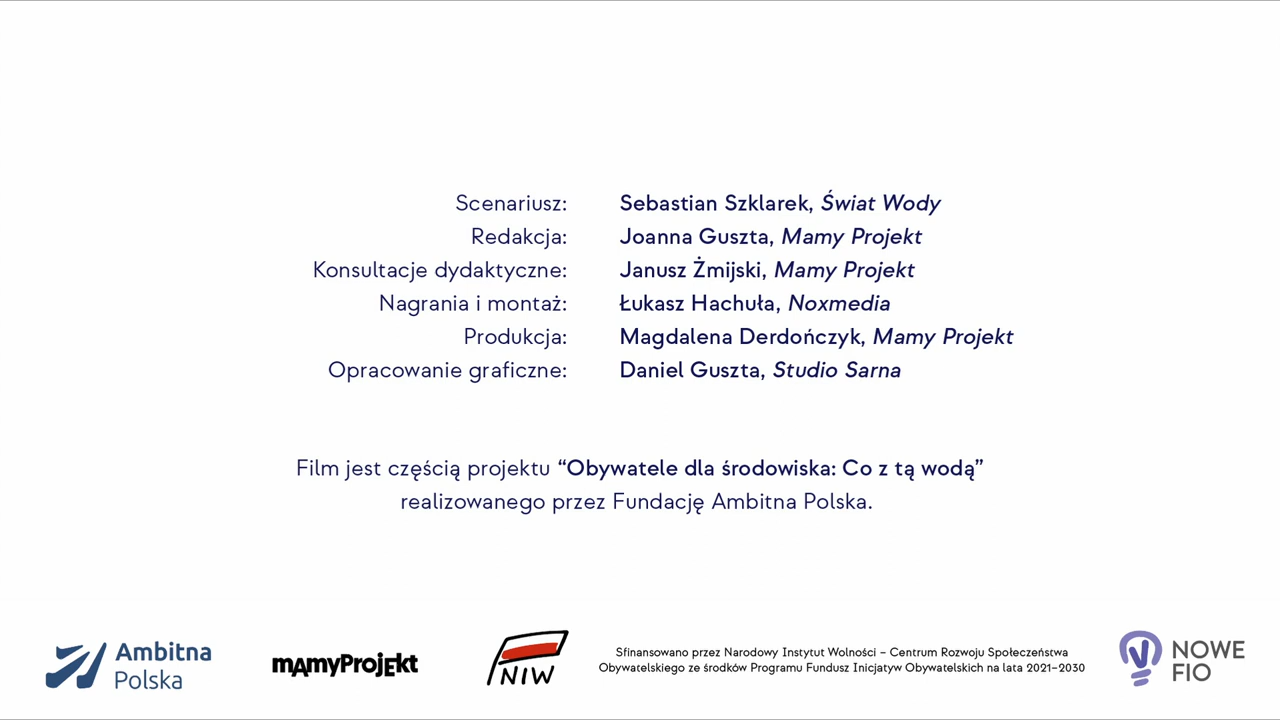 Scenariusz: Sebastian Szklarek, Świat Wody
Redakcja: Joanna Guszta, Mamy Projekt
Konsultacje dydaktyczne: Janusz Żmijski, Mamy Projekt
Nagrania i montaż: Łukasz Hachuła, Noxmedia
Produkcja: Magdalena Derdończyk, Mamy Projekt
Opracowanie graficzne: Daniel Guszta, Studio Sarna
Film jest częścią projektu “Obywatele dla środowiska: Co z tą wodą”
realizowanego przez Fundację Ambitna Polska.
Ambitna
Polska
mAmyProjEkt
NIW
Sfinansowano przez Narodowy Instytut Wolności – Centrum Rozwoju Społeczeństwa
Obywatelskiego ze środków Programu Fundusz Inicjatyw Obywatelskich na lata 2021–2030
NOWE
FIO